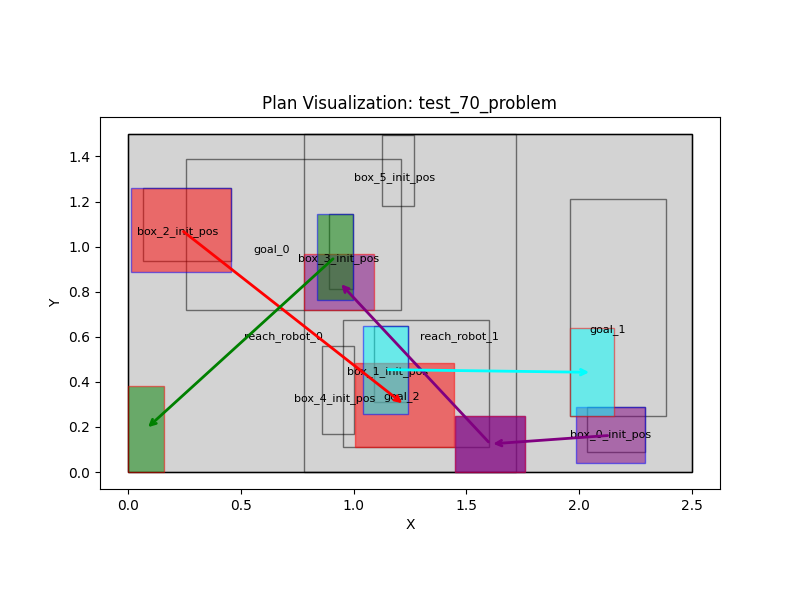 Plan Visualization: test_70_problem
1.4
1.2
1.0
0.8
0.6
0.4
0.2
0.0
Y
box_5_init_pos
box_2_init_pos
goal_0
box_3_init_pos
goal_1
reach_robot_0
reach_robot_1
box_1_init_pos
box_4_init_pos
goal_2
box_0_init_pos
0.0
0.5
1.0
1.5
2.0
2.5
X